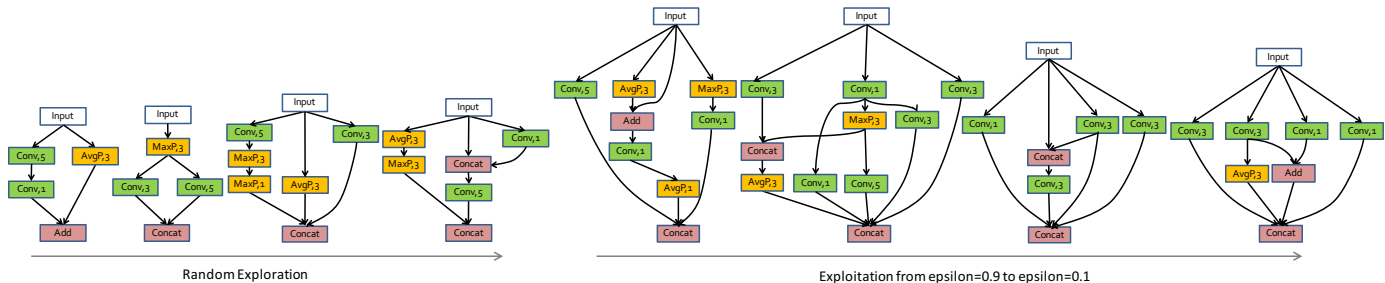 Input
Conv,5
AvgP,3
Conv,1
Add
Input
MaxP,3
Conv,3
Conv,5
Concat
Input
Conv,5
Conv,3
MaxP,3
MaxP,1
AvgP,3
Concat
Input
AvgP,3
Conv,1
MaxP,3
Concat
Conv,5
Concat
Random Exploration
Input
Conv,5
AvgP,3
MaxP,3
Add
Conv,1
Conv,1
AvgP,1
Concat
Input
Conv,3
Conv,1
Conv,3
MaxP,3
Conv,3
Concat
AvgP,3
Conv,1
Conv,5
Concat
Input
Conv,1
Conv,3
Conv,3
Concat
Conv,3
Concat
Input
Conv,3
Conv,3
Conv,1
Conv,1
AvgP,3
Add
Concat
Exploitation from epsilon=0.9 to epsilon=0.1